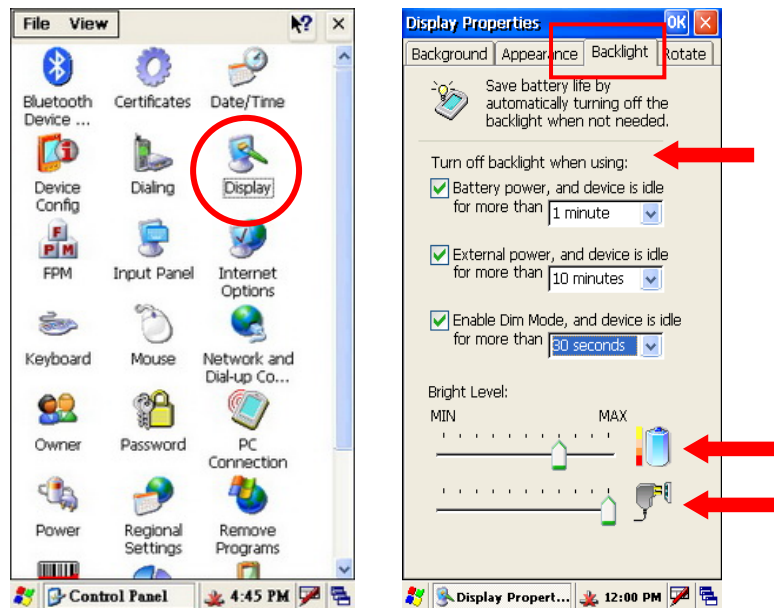 File View
Bluetooth Device ...
Certificates
Date/Time
Device Config
Dialing
Display
FPM
Input Panel
Internet Options
Keyboard
Mouse
Network and Dial-up Co...
Owner
Password
PC Connection
Power
Regional Settings
Remove Programs
Control Panel
4:45 PM
Display Properties
OK
Background
Appearance
Backlight
Rotate
Save battery life by
automatically turning off the
backlight when not needed.
Turn off backlight when using:
Battery power, and device is idle
for more than
1 minute
External power, and device is idle
for more than
10 minutes
Enable Dim Mode, and device is idle
for more than
30 seconds
Bright Level:
MIN
MAX
Display Propert...
12:00 PM